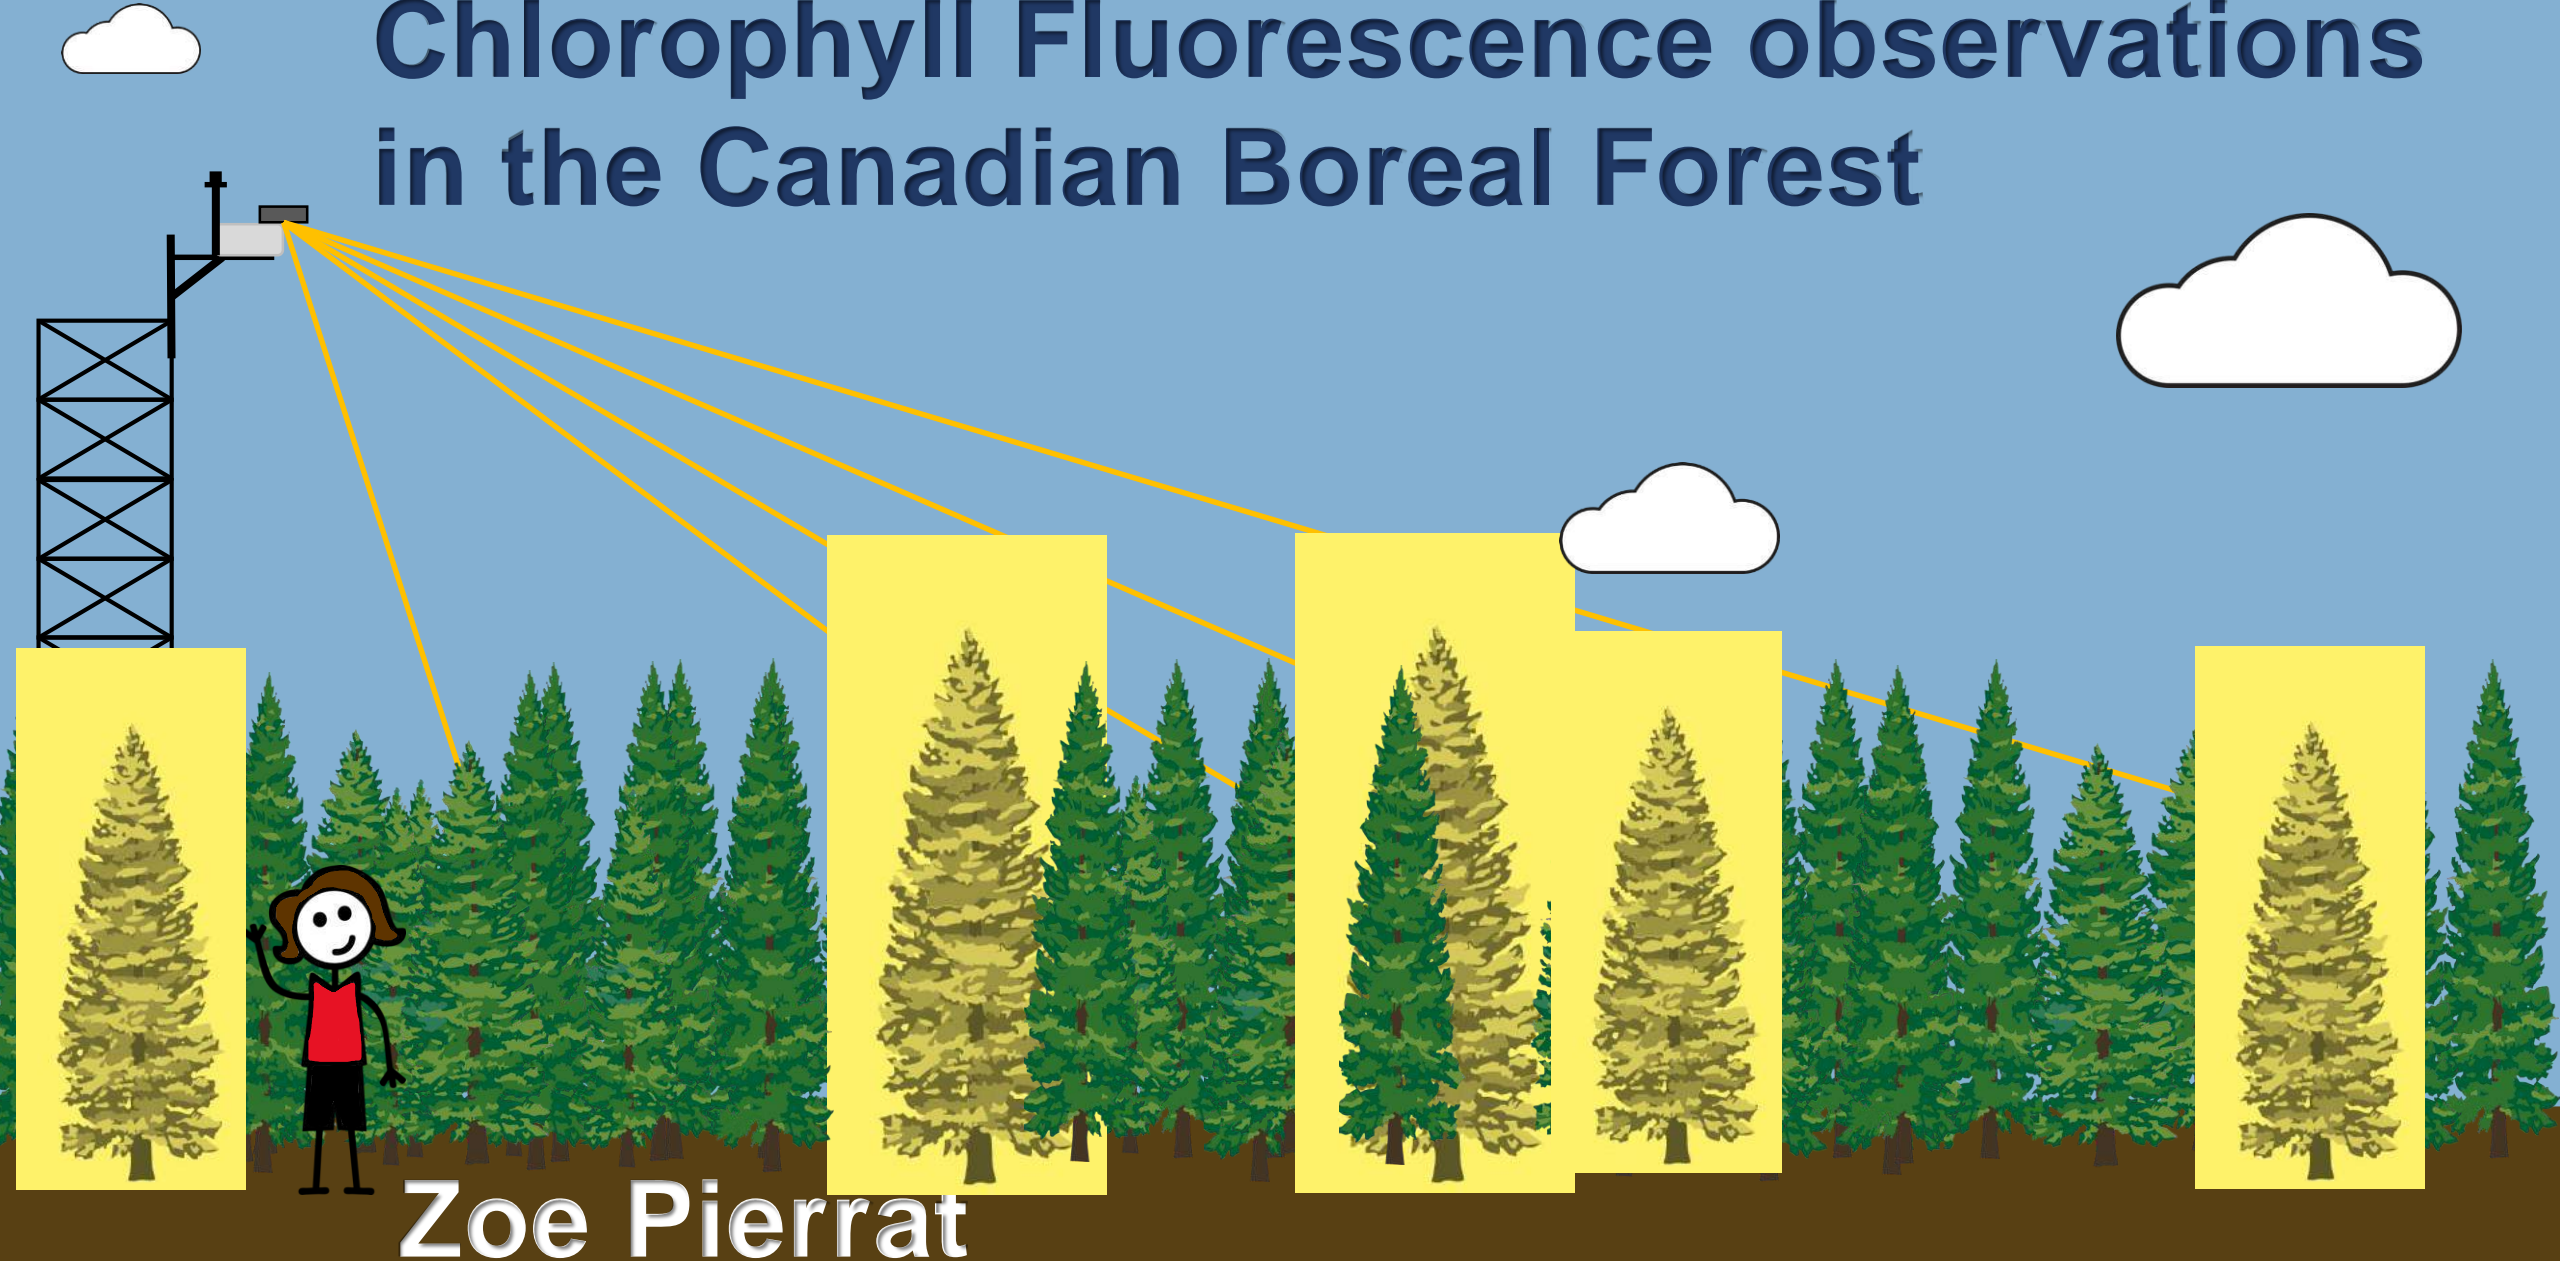 Chlorophyll Fluorescence observations
in the Canadian Boreal Forest
Zoe Pierrat